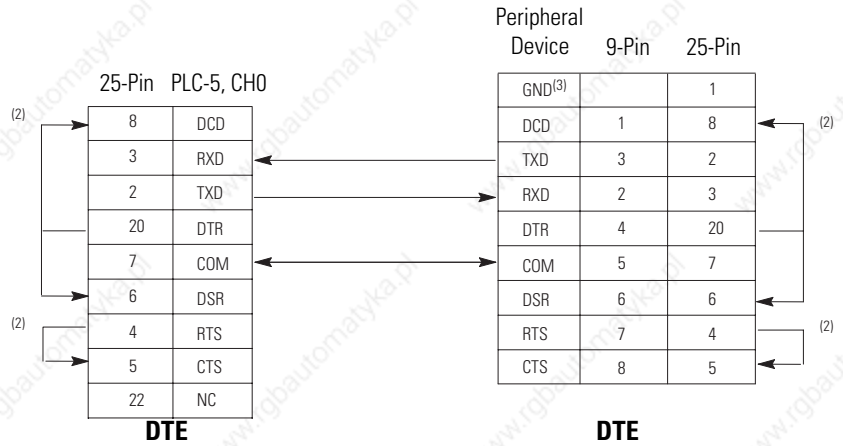 Peripheral
Device 9-Pin 25-Pin
25-Pin PLC-5, CH0
GND(3) 1
(2) 8 DCD
DCD 1 8 (2)
3 RXD
TXD 3 2
2 TXD
RXD 2 3
20 DTR
DTR 4 20
7 COM
COM 5 7
6 DSR
DSR 6 6
(2) 4 RTS
RTS 7 4 (2)
5 CTS
CTS 8 5
22 NC
DTE
DTE
www.rgbautomatyka.pl